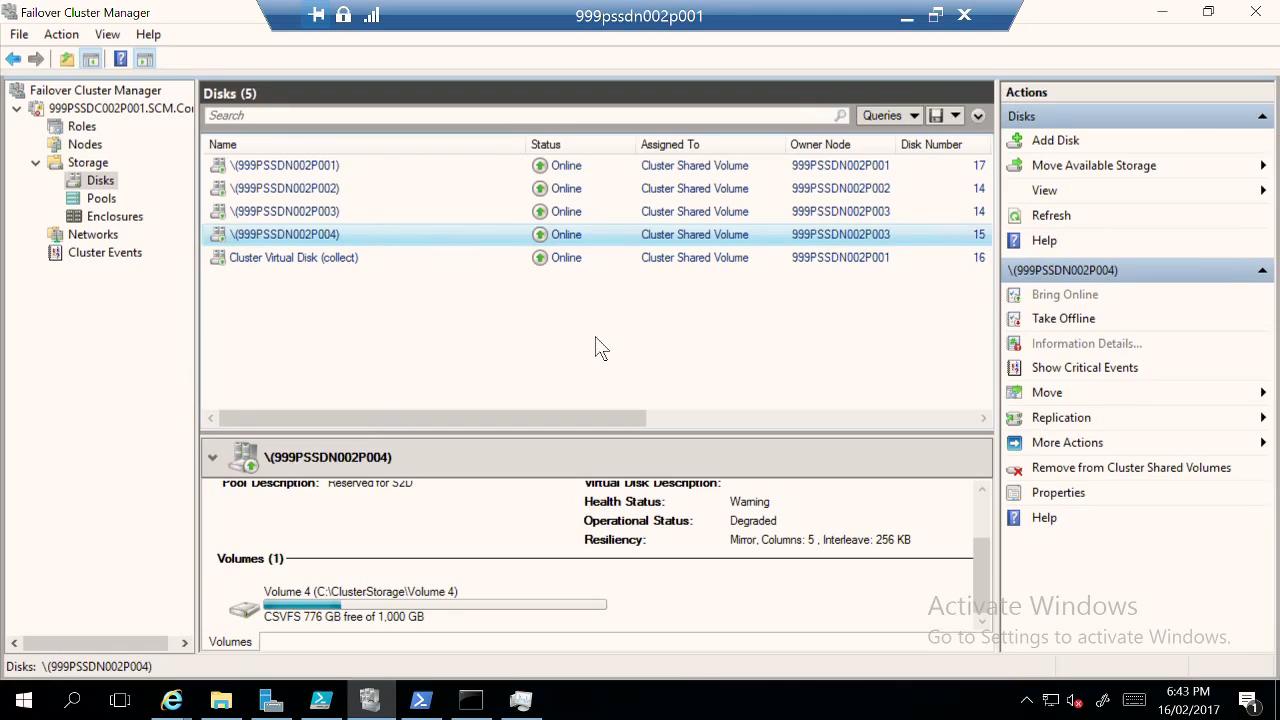 Failover Cluster Manager
999pssdn002p001
File Action View Help
Failover Cluster Manager
999PSSDC002P001.SCM.Cor
Roles
Nodes
Storage
Disks
Pools
Enclosures
Networks
Cluster Events
Disks (5)
Search
Queries
Name Status Assigned To Owner Node Disk Number
\(999PSSDN002P001) Online Cluster Shared Volume 999PSSDN002P001 17
\(999PSSDN002P002) Online Cluster Shared Volume 999PSSDN002P002 14
\(999PSSDN002P003) Online Cluster Shared Volume 999PSSDN002P003 14
\(999PSSDN002P004) Online Cluster Shared Volume 999PSSDN002P003 15
Cluster Virtual Disk (collect) Online Cluster Shared Volume 999PSSDN002P001 16
\(999PSSDN002P004)
Pool Description: Reserved for S2D Virtual Disk Description:
Health Status: Warning
Operational Status: Degraded
Resiliency: Mirror, Columns: 5 , Interleave: 256 KB
Volumes (1)
Volume 4 (C:\ClusterStorage\Volume 4)
CSVFS 776 GB free of 1,000 GB
Volumes
Actions
Disks
Add Disk
Move Available Storage
View
Refresh
Help
\(999PSSDN002P004)
Bring Online
Take Offline
Information Details...
Show Critical Events
Move
Replication
More Actions
Remove from Cluster Shared Volumes
Properties
Help
Activate Windows
Go to Settings to activate Windows.
Disks: \(999PSSDN002P004)
6:43 PM
16/02/2017
1